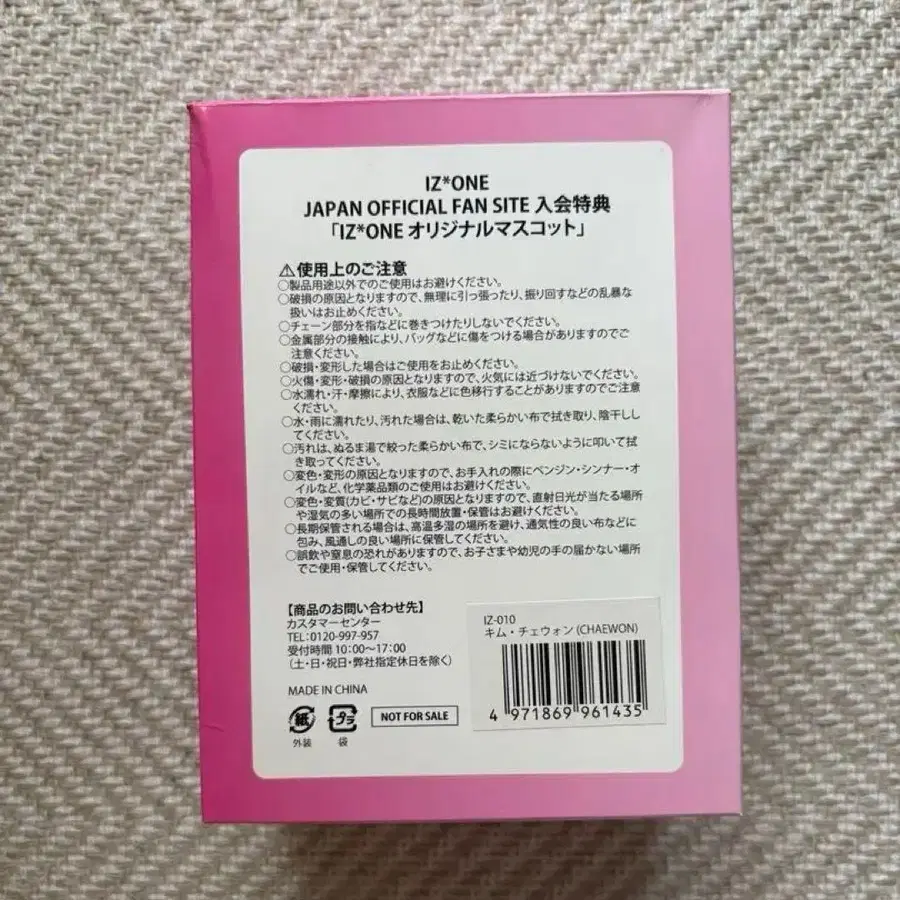 IZ*ONE
JAPAN OFFICIAL FAN SITE 入会特典
「IZ*ONE オリジナルマスコット」
⚠使用上のご注意
○製品用途以外でのご使用はお避けください。
○破損の原因となりますので、無理に引っ張ったり、振り回すなどの乱暴な
扱いはお止めください。
○チェーン部分を指などに巻きつけたりしないでください。
○金属部分の接触により、バッグなどに傷をつける場合がありますのでご
注意ください。
○破損・変形した場合はご使用をお止めください。
○火傷・変形・破損の原因となりますので、火気には近づけないでください。
○水濡れ・汗・摩擦により、衣服などに色移行することがありますのでご注意
ください。
○水・雨に濡れたり、汚れた場合は、乾いた柔らかい布で拭き取り、陰干しし
てください。
○汚れは、ぬるま湯で絞った柔らかい布で、シミにならないように叩いて拭
き取ってください。
○変色・変形の原因となりますので、お手入れの際にベンジン・シンナー・オ
イルなど、化学薬品類のご使用はお避けください。
○変色・変質(カビ・サビなど)の原因となりますので、直射日光が当たる場所
や湿気の多い場所での長時間放置・保管はお避けください。
○長期保管される場合は、高温多湿の場所を避け、通気性の良い布などに
包み、風通しの良い場所に保管してください。
○誤飲や窒息の恐れがありますので、お子さまや幼児の手の届かない場所
でご使用・保管してください。
【商品のお問い合わせ先】
カスタマーセンター
TEL:0120-997-957
受付時間 10:00〜17:00
(土・日・祝日・弊社指定休日を除く)
MADE IN CHINA
紙
外装
プラ
袋
NOT FOR SALE
IZ-010
キム・チェウォン(CHAEWON)
4 971869 961435